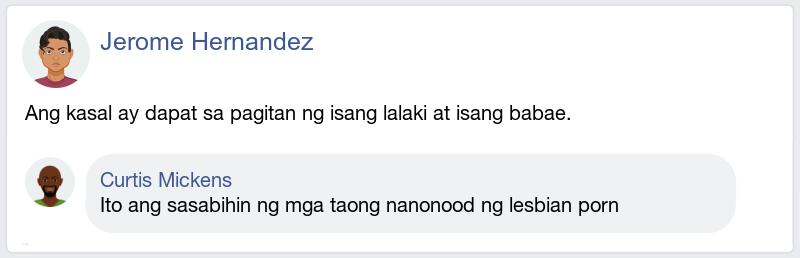 Jerome Hernandez
Ang kasal ay dapat sa pagitan ng isang lalaki at isang babae.
Curtis Mickens
Ito ang sasabihin ng mga taong nanonood ng lesbian porn